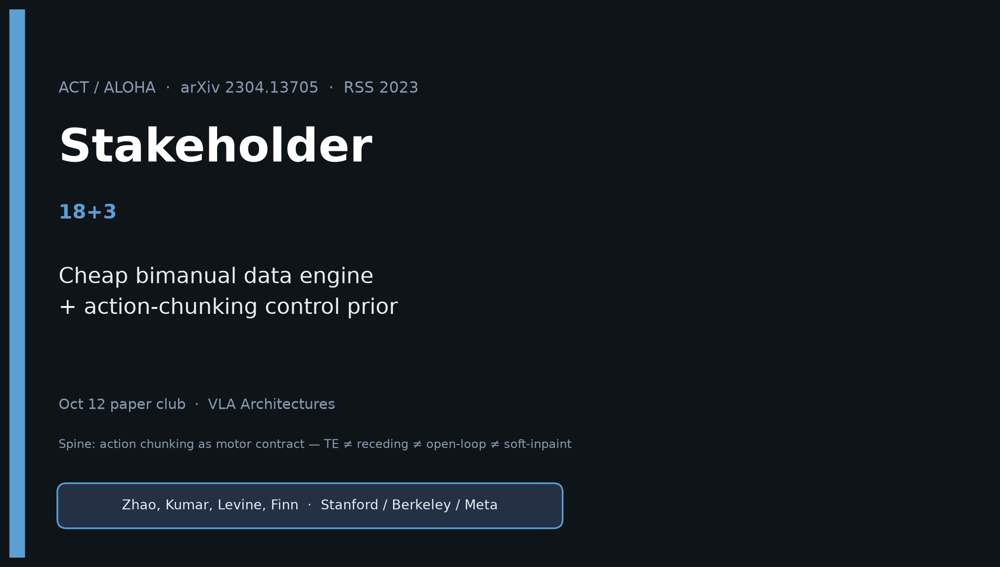 ACT / ALOHA · arXiv 2304.13705 · RSS 2023
Stakeholder
18+3
Cheap bimanual data engine
+ action-chunking control prior
Oct 12 paper club · VLA Architectures
Spine: action chunking as motor contract — TE ≠ receding ≠ open-loop ≠ soft-inpaint
Zhao, Kumar, Levine, Finn · Stanford / Berkeley / Meta